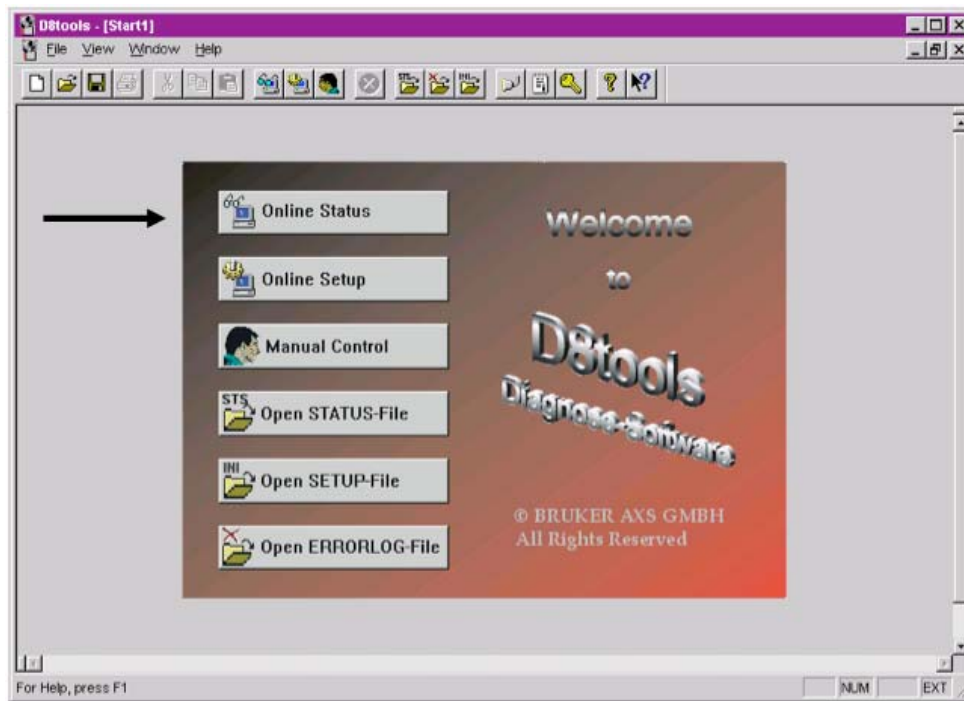 D8tools - [Start1]
File View Window Help
STS
INI
Online Status
Online Setup
Manual Control
STS
Open STATUS-File
INI
Open SETUP-File
Open ERRORLOG-File
Welcome
to
D8tools
Diagnose-Software
© BRUKER AXS GMBH
All Rights Reserved
For Help, press F1
NUM
EXT